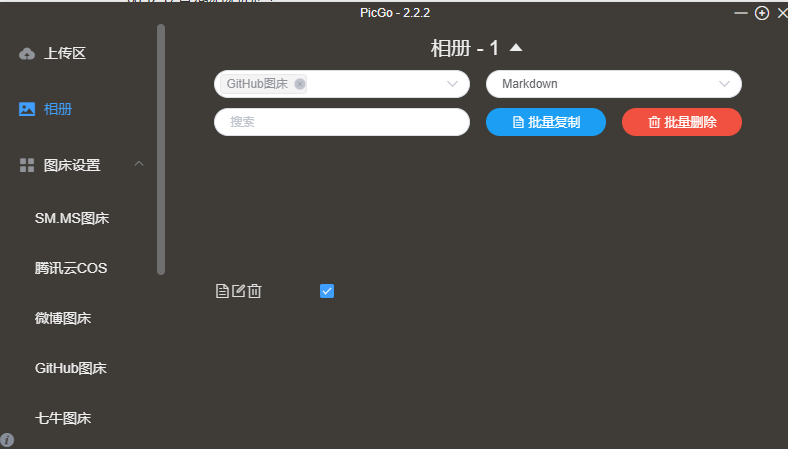 PicGo - 2.2.2
上传区
相册
图床设置
SM.MS图床
腾讯云COS
微博图床
GitHub图床
七牛图床
相册 - 1
GitHub图床
Markdown
搜索
批量复制
批量删除